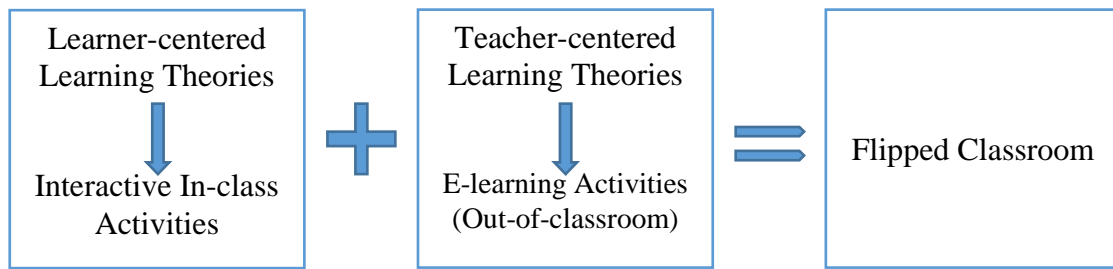 Learner-centered
Learning Theories
Interactive In-class
Activities
Teacher-centered
Learning Theories
E-learning Activities
(Out-of-classroom)
Flipped Classroom